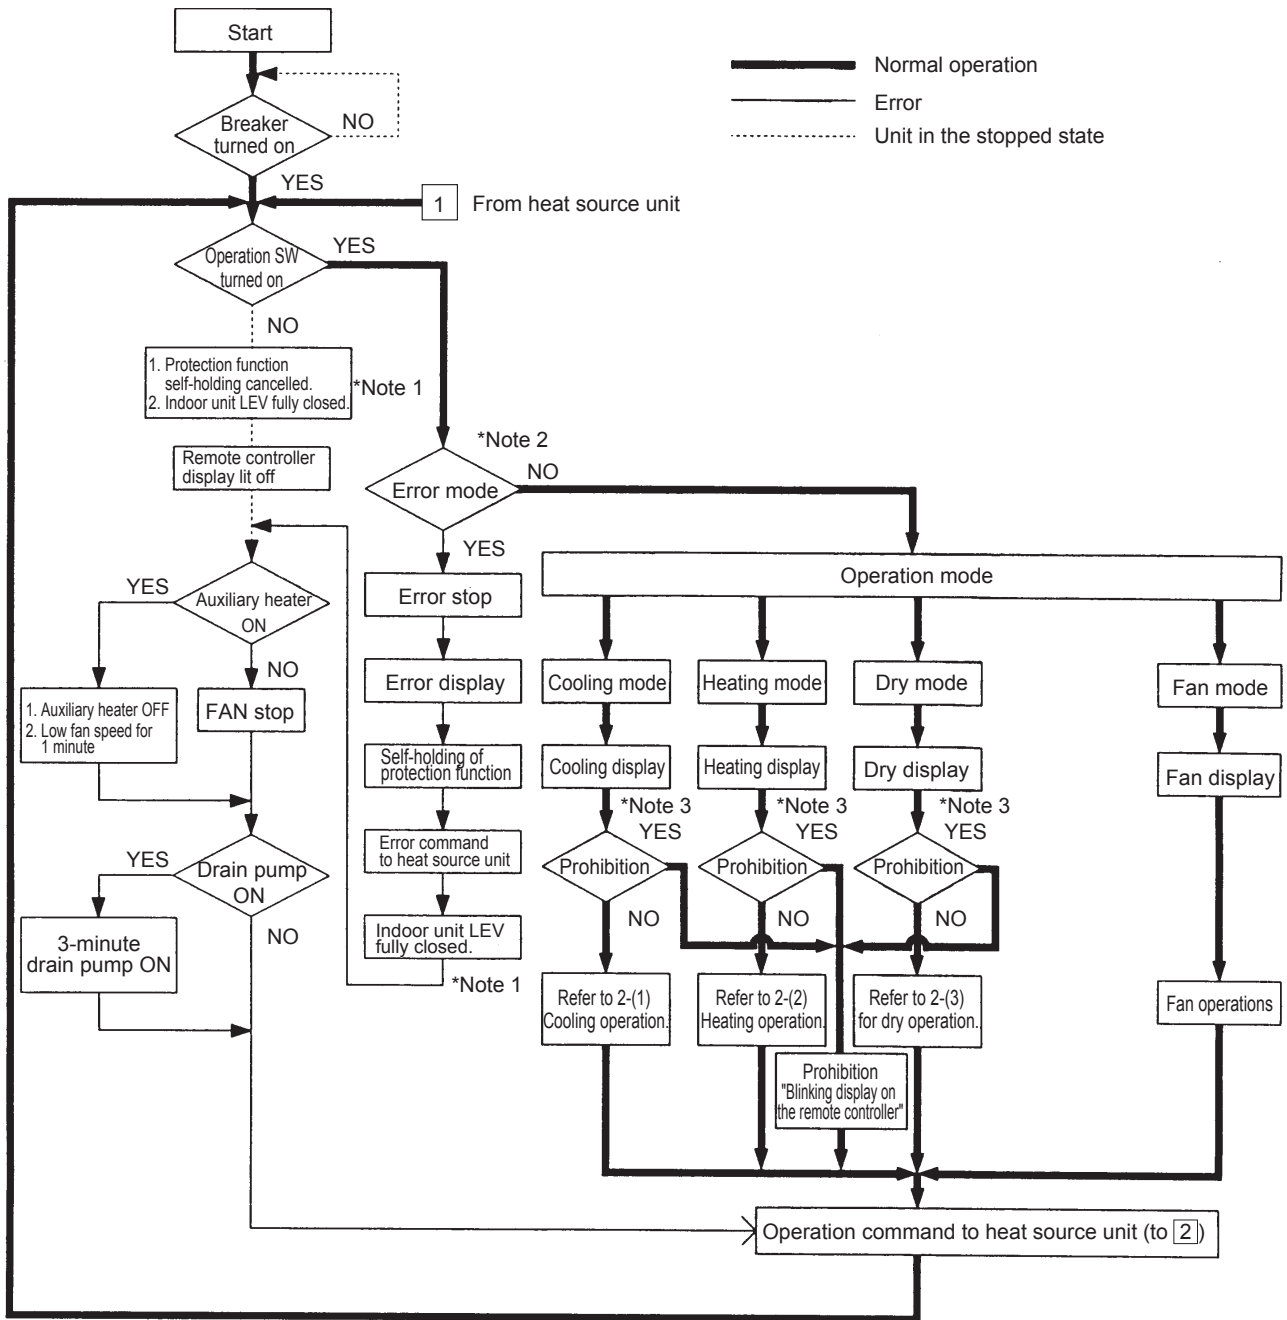 Start
Normal operation
Error
Unit in the stopped state
Breaker
turned on
NO
YES
1 From heat source unit
Operation SW
turned on
YES
NO
1. Protection function
self-holding cancelled.
2. Indoor unit LEV fully closed.
*Note 1
Remote controller
display lit off
*Note 2
Error mode
NO
YES
Operation mode
Auxiliary heater
ON
YES
NO
Error stop
1. Auxiliary heater OFF
2. Low fan speed for
1 minute
FAN stop
Error display
Cooling mode
Heating mode
Dry mode
Fan mode
Self-holding of
protection function
Cooling display
Heating display
Dry display
Fan display
*Note 3
YES
*Note 3
YES
*Note 3
YES
Drain pump
ON
YES
NO
Error command
to heat source unit
Prohibition
Prohibition
Prohibition
NO
NO
NO
3-minute
drain pump ON
Indoor unit LEV
fully closed.
*Note 1
Refer to 2-(1)
Cooling operation.
Refer to 2-(2)
Heating operation.
Refer to 2-(3)
for dry operation..
Fan operations
Prohibition
"Blinking display on
the remote controller"
Operation command to heat source unit (to 2)